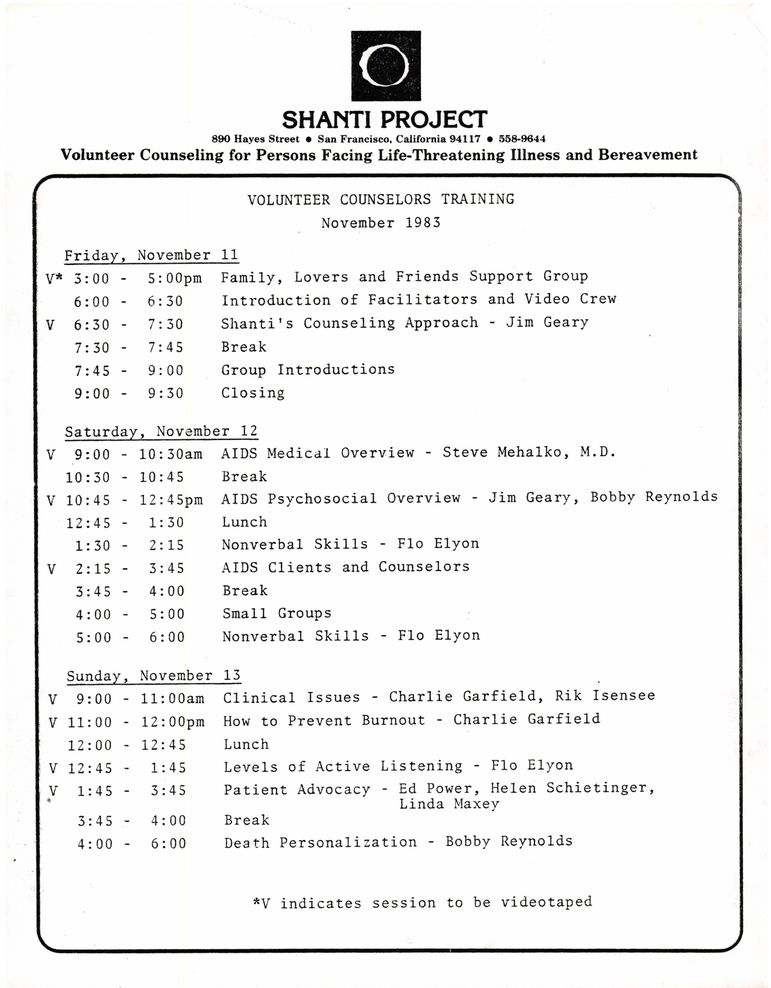 SHANTI PROJECT
890 Hayes Street ● San Francisco, California 94117 ● 558-9644
Volunteer Counseling for Persons Facing Life-Threatening Illness and Bereavement
VOLUNTEER COUNSELORS TRAINING
November 1983
Friday, November 11
V* 3:00 - 5:00pm Family, Lovers and Friends Support Group
6:00 - 6:30 Introduction of Facilitators and Video Crew
V 6:30 - 7:30 Shanti's Counseling Approach - Jim Geary
7:30 - 7:45 Break
7:45 - 9:00 Group Introductions
9:00 - 9:30 Closing
Saturday, November 12
V 9:00 - 10:30am AIDS Medical Overview - Steve Mehalko, M.D.
10:30 - 10:45 Break
V 10:45 - 12:45pm AIDS Psychosocial Overview - Jim Geary, Bobby Reynolds
12:45 - 1:30 Lunch
1:30 - 2:15 Nonverbal Skills - Flo Elyon
V 2:15 - 3:45 AIDS Clients and Counselors
3:45 - 4:00 Break
4:00 - 5:00 Small Groups
5:00 - 6:00 Nonverbal Skills - Flo Elyon
Sunday, November 13
V 9:00 - 11:00am Clinical Issues - Charlie Garfield, Rik Isensee
V 11:00 - 12:00pm How to Prevent Burnout - Charlie Garfield
12:00 - 12:45 Lunch
V 12:45 - 1:45 Levels of Active Listening - Flo Elyon
V 1:45 - 3:45 Patient Advocacy - Ed Power, Helen Schietinger,
Linda Maxey
3:45 - 4:00 Break
4:00 - 6:00 Death Personalization - Bobby Reynolds
*V indicates session to be videotaped